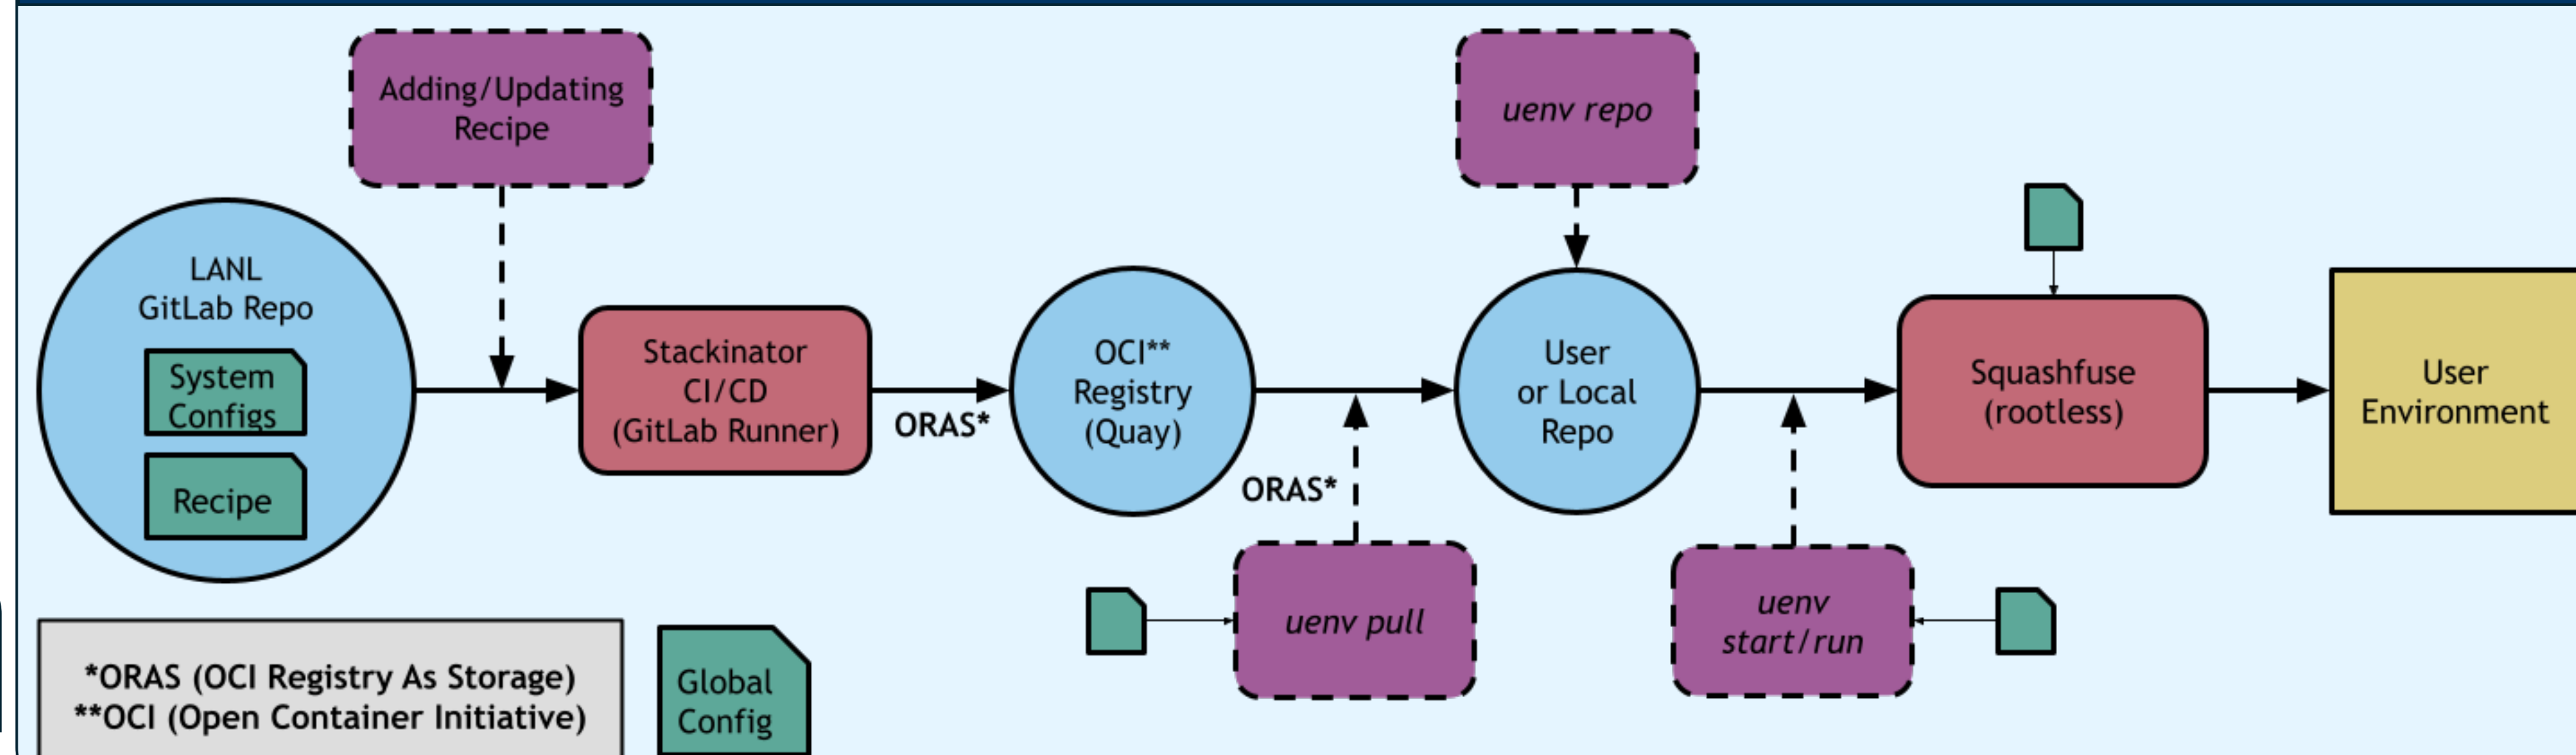 Adding/Updating
Recipe
uenv repo
LANL
GitLab Repo
System
Configs
Recipe
Stackinator
CI/CD
(GitLab Runner)
ORAS*
OCI**
Registry
(Quay)
ORAS*
uenv pull
User
or Local
Repo
uenv
start/run
Squashfuse
(rootless)
User
Environment
*ORAS (OCI Registry As Storage)
**OCI (Open Container Initiative)
Global
Config